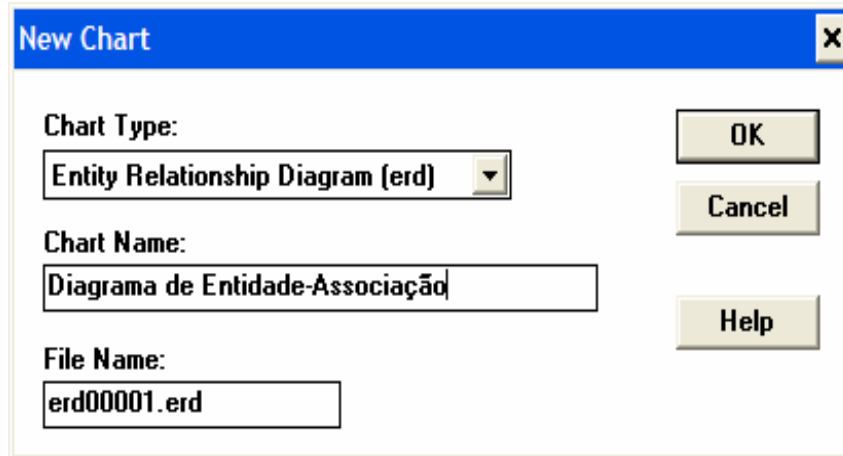 New Chart
Chart Type:
Entity Relationship Diagram (erd)
Chart Name:
Diagrama de Entidade-Associação
File Name:
erd00001.erd
OK
Cancel
Help